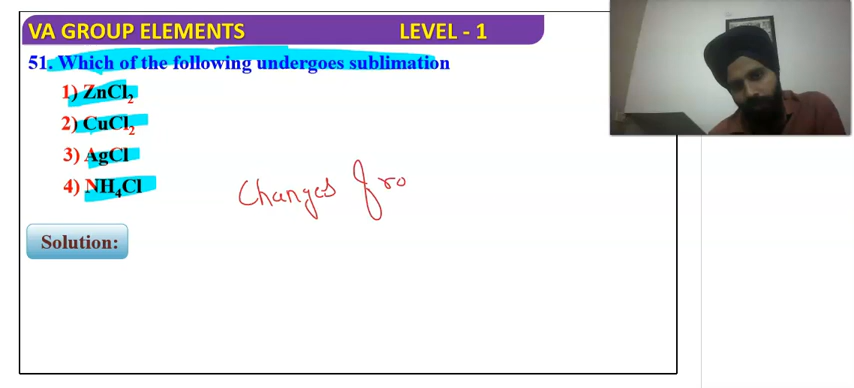 VA GROUP ELEMENTS LEVEL - 1
51. Which of the following undergoes sublimation
1) ZnCl₂
2) CuCl₂
3) AgCl
4) NH₄Cl
Changes fro
Solution: